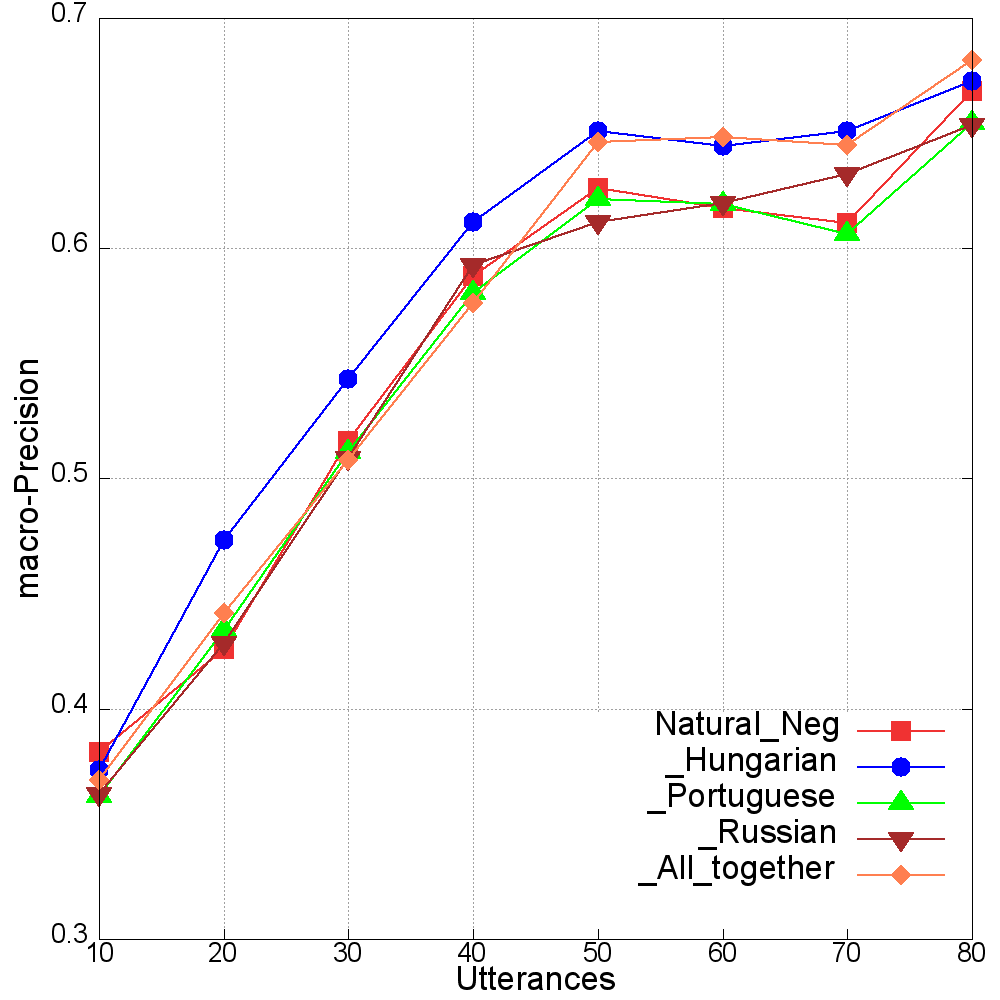 0.7
0.6
0.5
0.4
0.3
macro-Precision
Natural_Neg
_Hungarian
_Portuguese
_Russian
_All_together
10 20 30 40 50 60 70 80
Utterances